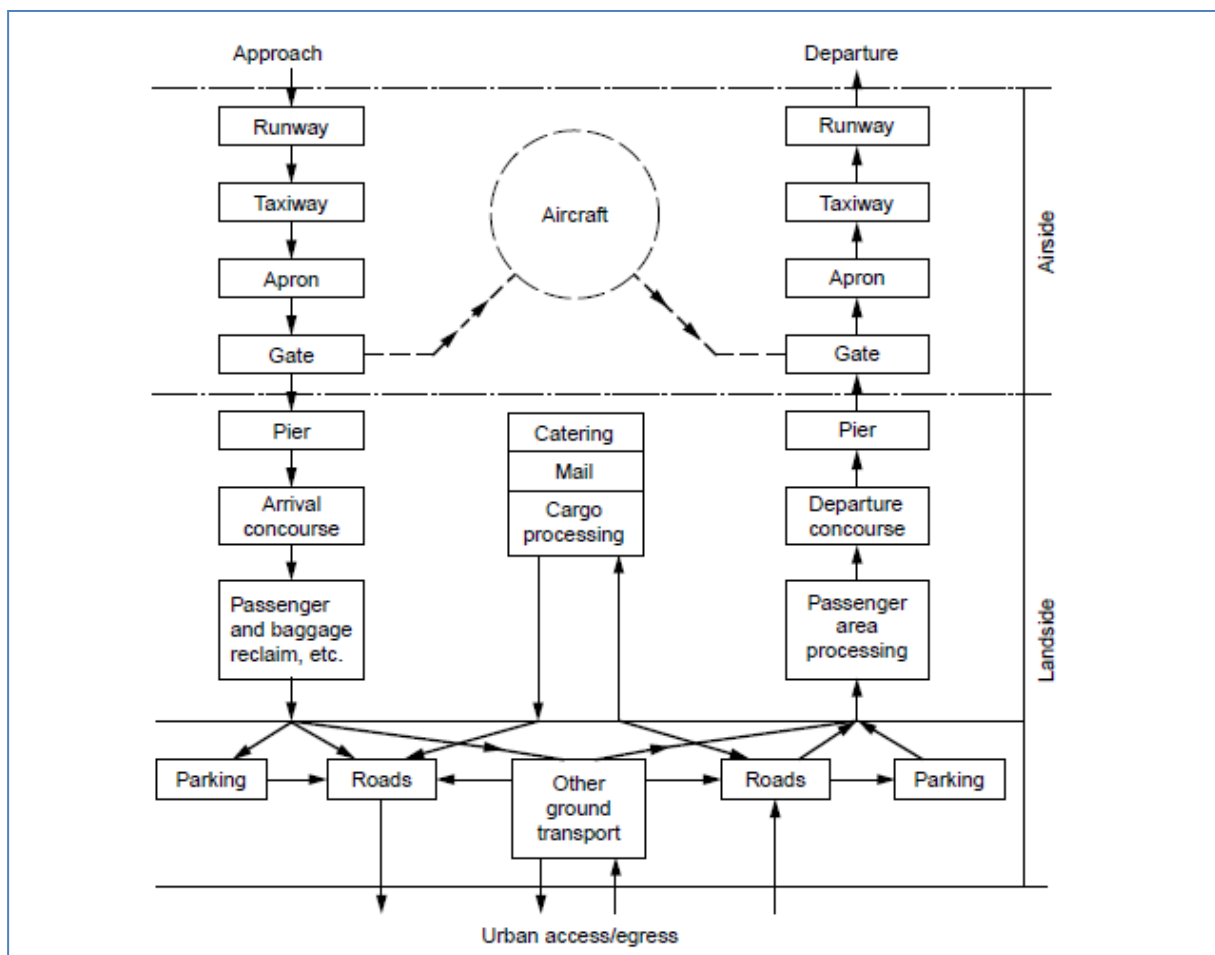 Approach
Departure
Runway
Runway
Taxiway
Aircraft
Taxiway
Airside
Apron
Apron
Gate
Gate
Pier
Catering
Pier
Mail
Arrival
concourse
Cargo
processing
Departure
concourse
Passenger
and baggage
reclaim, etc.
Passenger
area
processing
Landside
Parking
Roads
Other
ground
transport
Roads
Parking
Urban access/egress